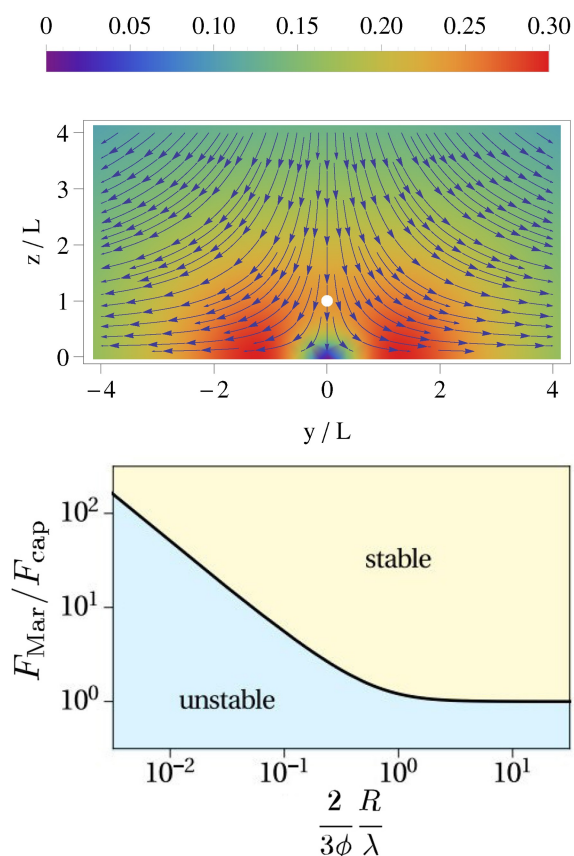 0 0.05 0.10 0.15 0.20 0.25 0.30
4
3
2
1
0
z / L
−4 −2 0 2 4
y / L
10²
10¹
10⁰
F_Mar / F_cap
stable
unstable
10⁻² 10⁻¹ 10⁰ 10¹
2 R
3ϕ λ